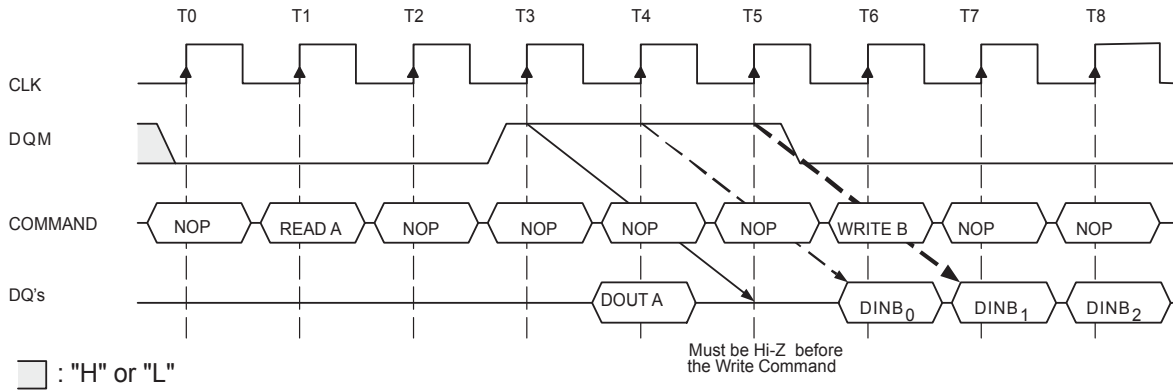 T0 T1 T2 T3 T4 T5 T6 T7 T8
CLK
DQM
COMMAND NOP READ A NOP NOP NOP NOP WRITE B NOP NOP
DQ's DOUT A DINB0 DINB1 DINB2
Must be Hi-Z before
the Write Command
: "H" or "L"